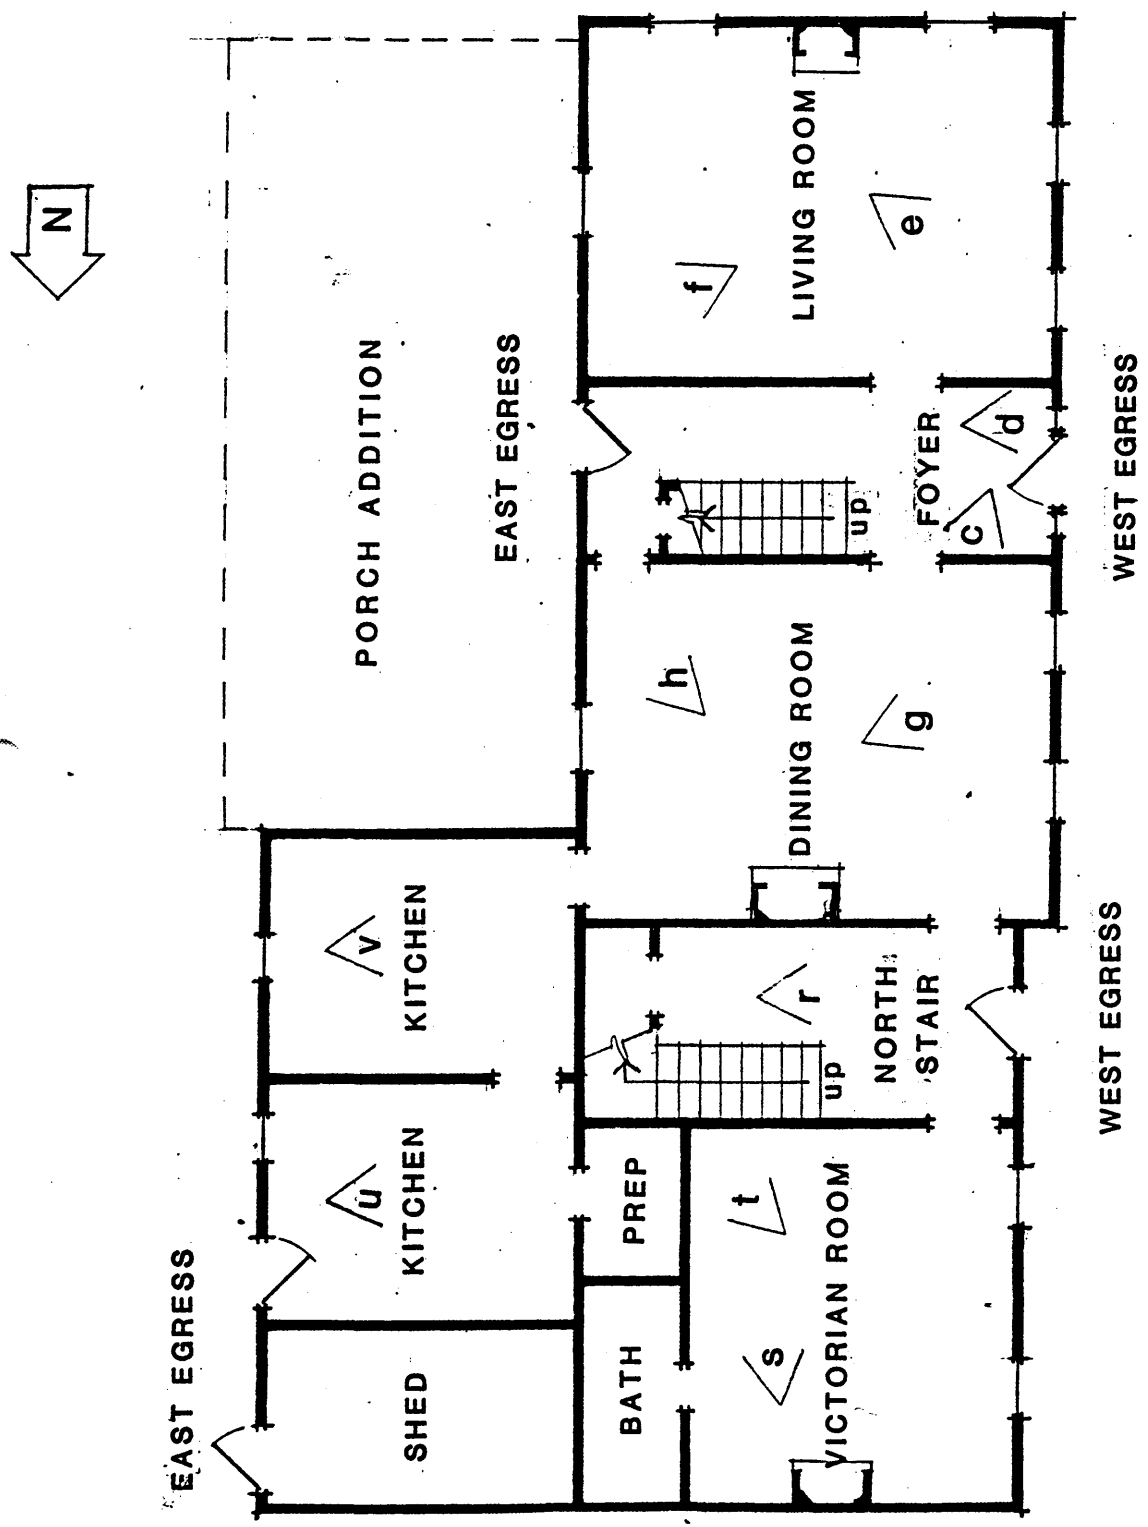 N
PORCH ADDITION
EAST EGRESS
LIVING ROOM
f
e
FOYER
d
c
up
WEST EGRESS
DINING ROOM
h
g
KITCHEN
v
NORTH
STAIR
r
up
WEST EGRESS
KITCHEN
u
PREP
VICTORIAN ROOM
t
s
BATH
SHED
EAST EGRESS